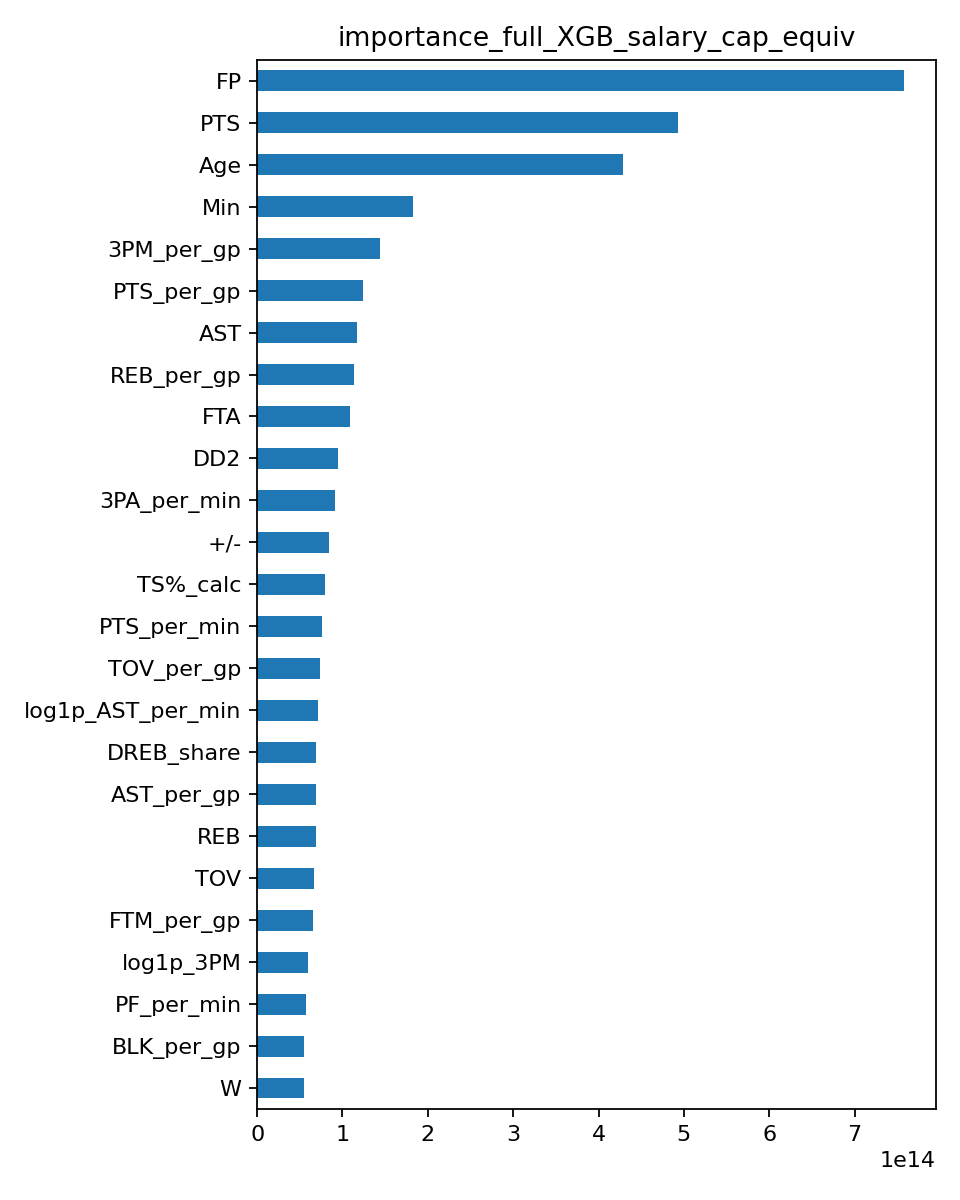 importance_full_XGB_salary_cap_equiv
FP
PTS
Age
Min
3PM_per_gp
PTS_per_gp
AST
REB_per_gp
FTA
DD2
3PA_per_min
+/-
TS%_calc
PTS_per_min
TOV_per_gp
log1p_AST_per_min
DREB_share
AST_per_gp
REB
TOV
FTM_per_gp
log1p_3PM
PF_per_min
BLK_per_gp
W
0 1 2 3 4 5 6 7
1e14